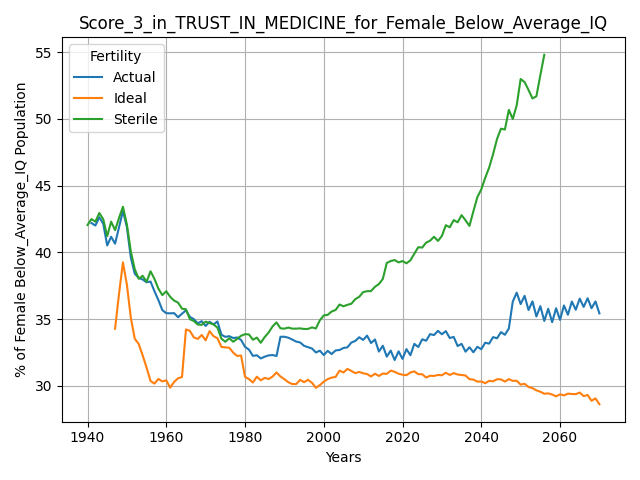 Score_3_in_TRUST_IN_MEDICINE_for_Female_Below_Average_IQ
Fertility
Actual
Ideal
Sterile
% of Female Below_Average_IQ Population
55
50
45
40
35
30
1940 1960 1980 2000 2020 2040 2060
Years